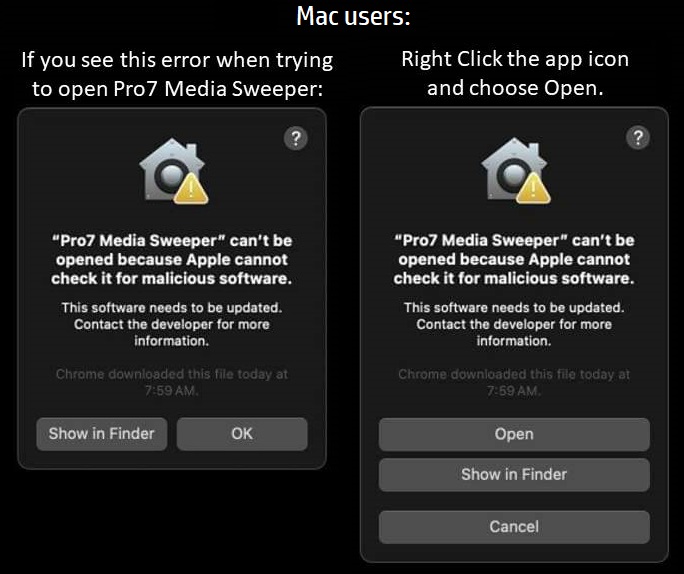 Mac users:
If you see this error when trying
to open Pro7 Media Sweeper:
?
“Pro7 Media Sweeper” can’t be
opened because Apple cannot
check it for malicious software.
This software needs to be updated.
Contact the developer for more
information.
Chrome downloaded this file today at
7:59 AM.
Show in Finder
OK
Right Click the app icon
and choose Open.
?
“Pro7 Media Sweeper” can’t be
opened because Apple cannot
check it for malicious software.
This software needs to be updated.
Contact the developer for more
information.
Chrome downloaded this file today at
7:59 AM.
Open
Show in Finder
Cancel